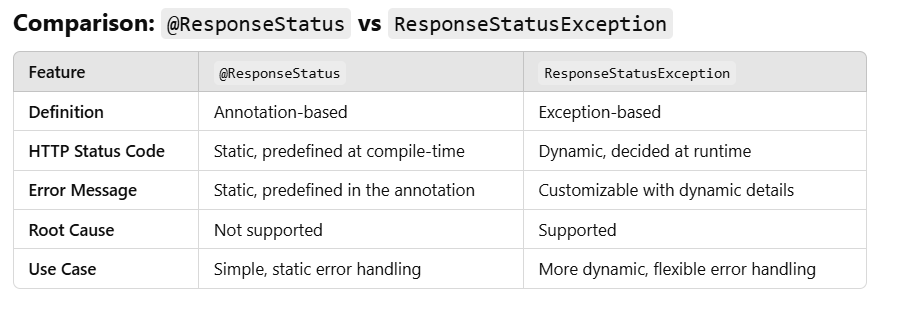 Comparison: @ResponseStatus vs ResponseStatusException
Feature @ResponseStatus ResponseStatusException
Definition Annotation-based Exception-based
HTTP Status Code Static, predefined at compile-time Dynamic, decided at runtime
Error Message Static, predefined in the annotation Customizable with dynamic details
Root Cause Not supported Supported
Use Case Simple, static error handling More dynamic, flexible error handling